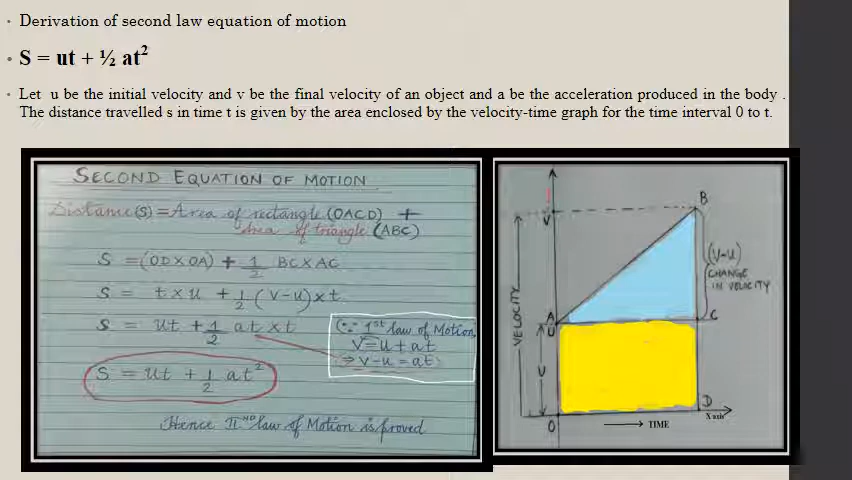 Derivation of second law equation of motion
S = ut + ½ at²
Let u be the initial velocity and v be the final velocity of an object and a be the acceleration produced in the body .
The distance travelled s in time t is given by the area enclosed by the velocity-time graph for the time interval 0 to t.
SECOND EQUATION OF MOTION
Distance(S) = Area of rectangle (OACD) +
Area of triangle (ABC)
S = (OD X OA) + 1/2 BC X AC
S = t x u + 1/2 (v-u) x t
S = ut + 1/2 at x t
(∵ 1st law of Motion
V = u + at
⇒ v - u = at)
S = ut + 1/2 at²
Hence IIND law of Motion is proved
B
V
(V-u)
CHANGE
IN VELOCITY
VELOCITY
A
U
C
U
D
X axis
O
TIME